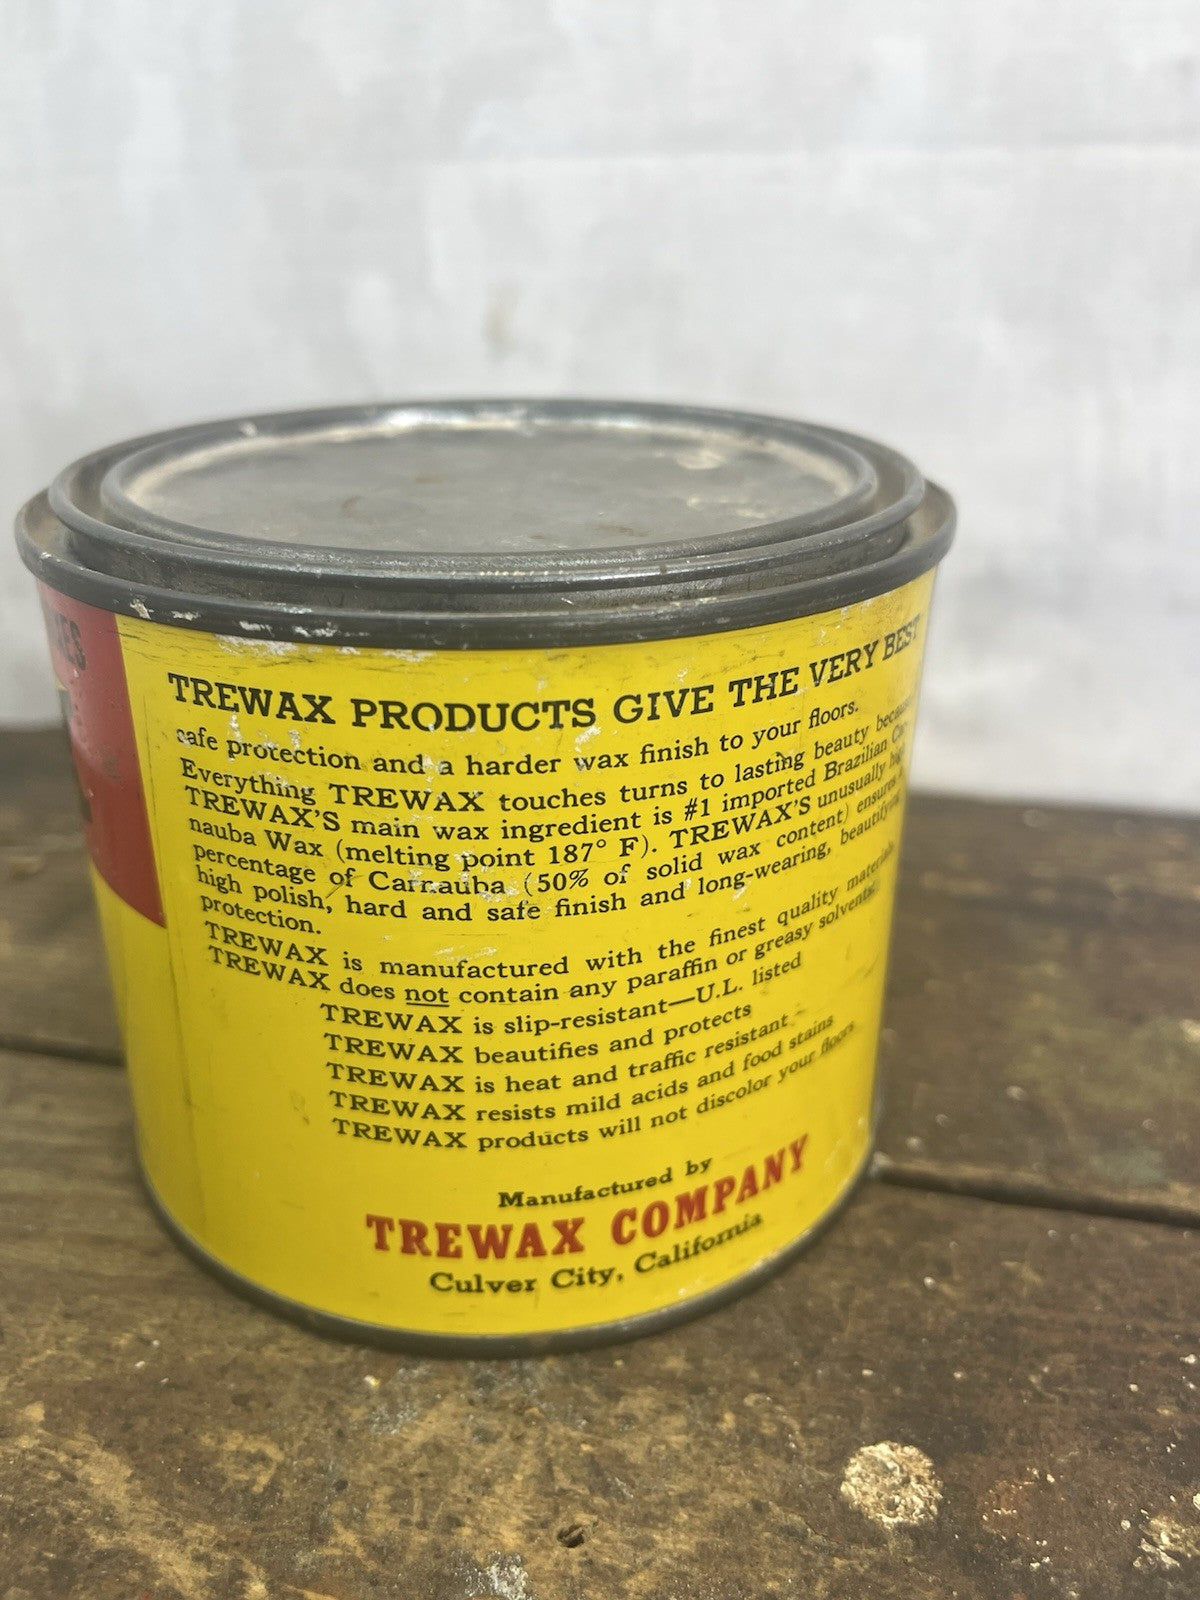 TREWAX PRODUCTS GIVE THE VERY BEST
safe protection and a harder wax finish to your floors.
Everything TREWAX touches turns to lasting beauty
TREWAX'S main wax ingredient is #1 imported Brazilian
nauba Wax (melting point 187° F). TREWAX'S unusually
percentage of Carnauba (50% of solid wax content) ensures
high polish, hard and safe finish and long-wearing, beautifying
protection.
TREWAX is manufactured with the finest quality
TREWAX does not contain any paraffin or greasy solvents.
TREWAX is slip-resistant—U.L. listed
TREWAX beautifies and protects
TREWAX is heat and traffic resistant
TREWAX resists mild acids and food stains
TREWAX products will not discolor your floors
Manufactured by
TREWAX COMPANY
Culver City, California